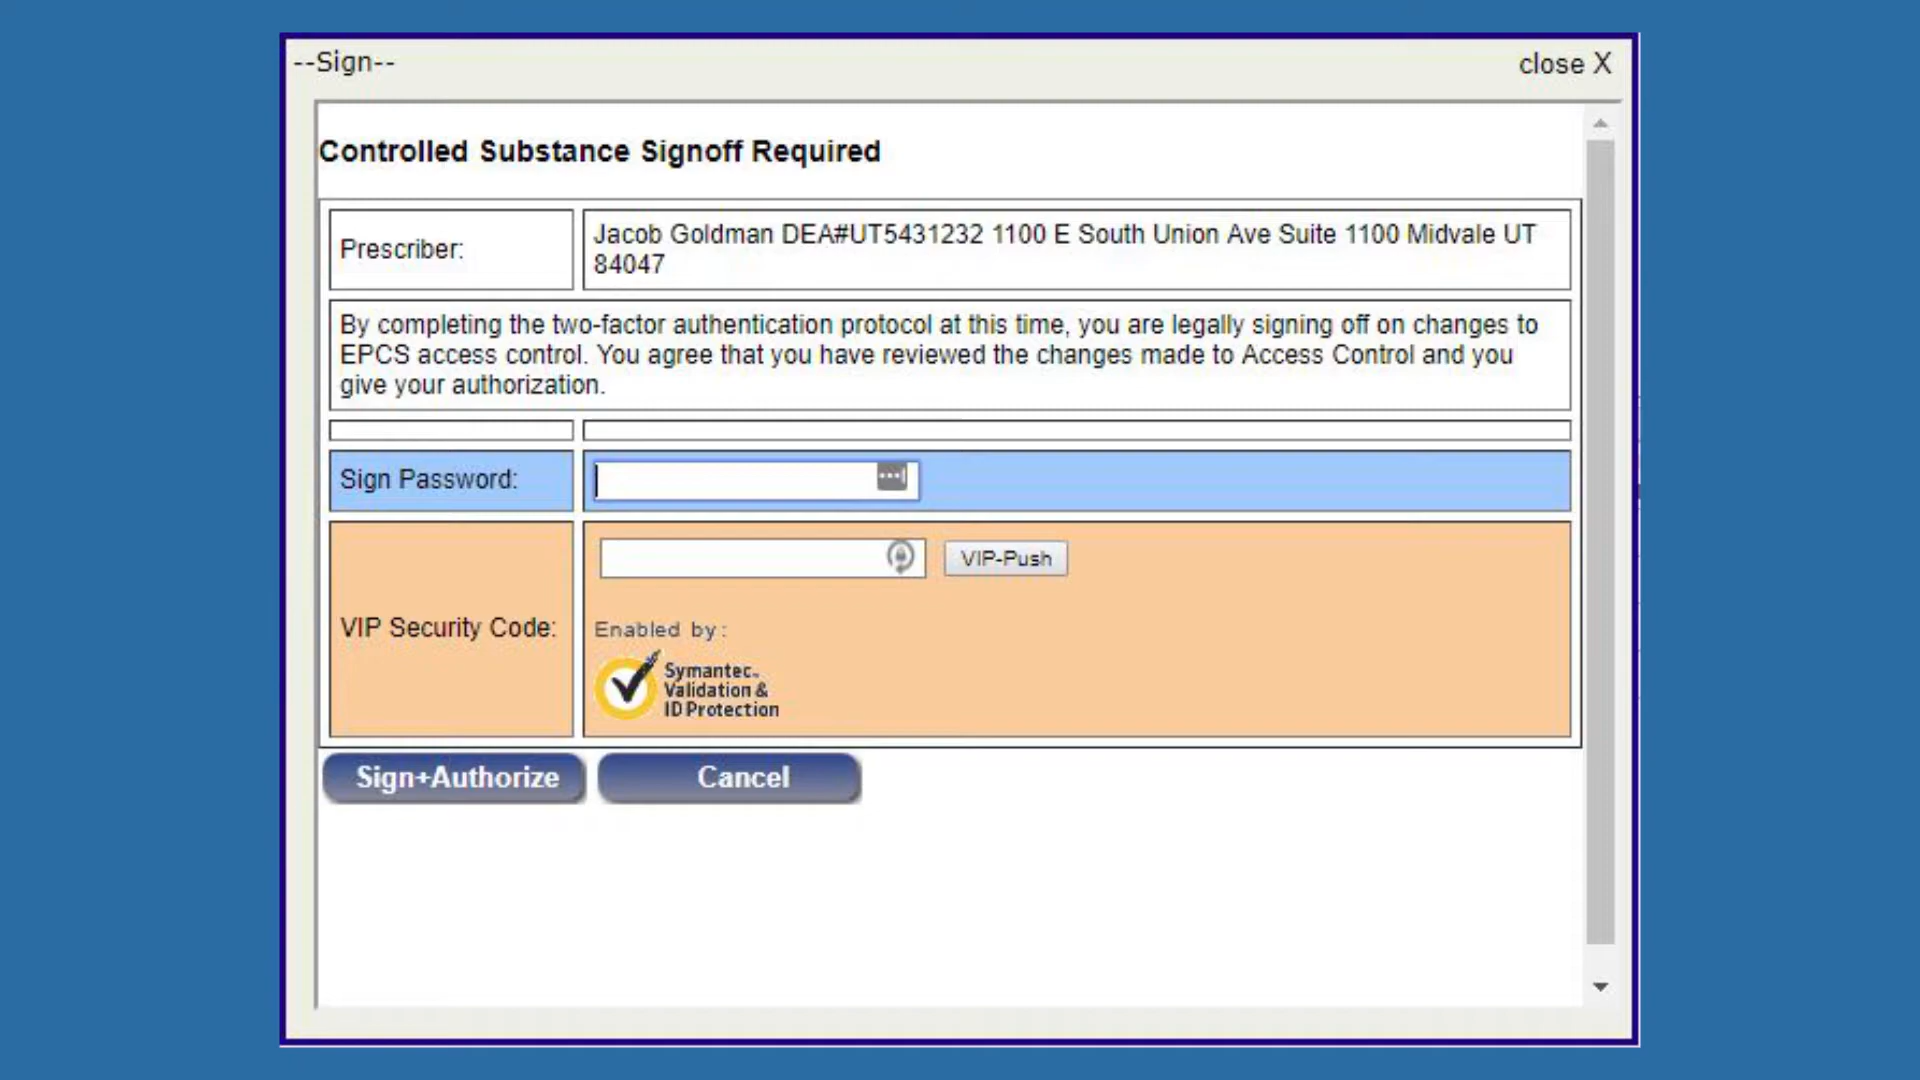 --Sign--
close X
Controlled Substance Signoff Required
Prescriber:
Jacob Goldman DEA#UT5431232 1100 E South Union Ave Suite 1100 Midvale UT
84047
By completing the two-factor authentication protocol at this time, you are legally signing off on changes to
EPCS access control. You agree that you have reviewed the changes made to Access Control and you
give your authorization.
Sign Password:
VIP Security Code:
VIP-Push
Enabled by:
Symantec™
Validation &
ID Protection
Sign+Authorize
Cancel